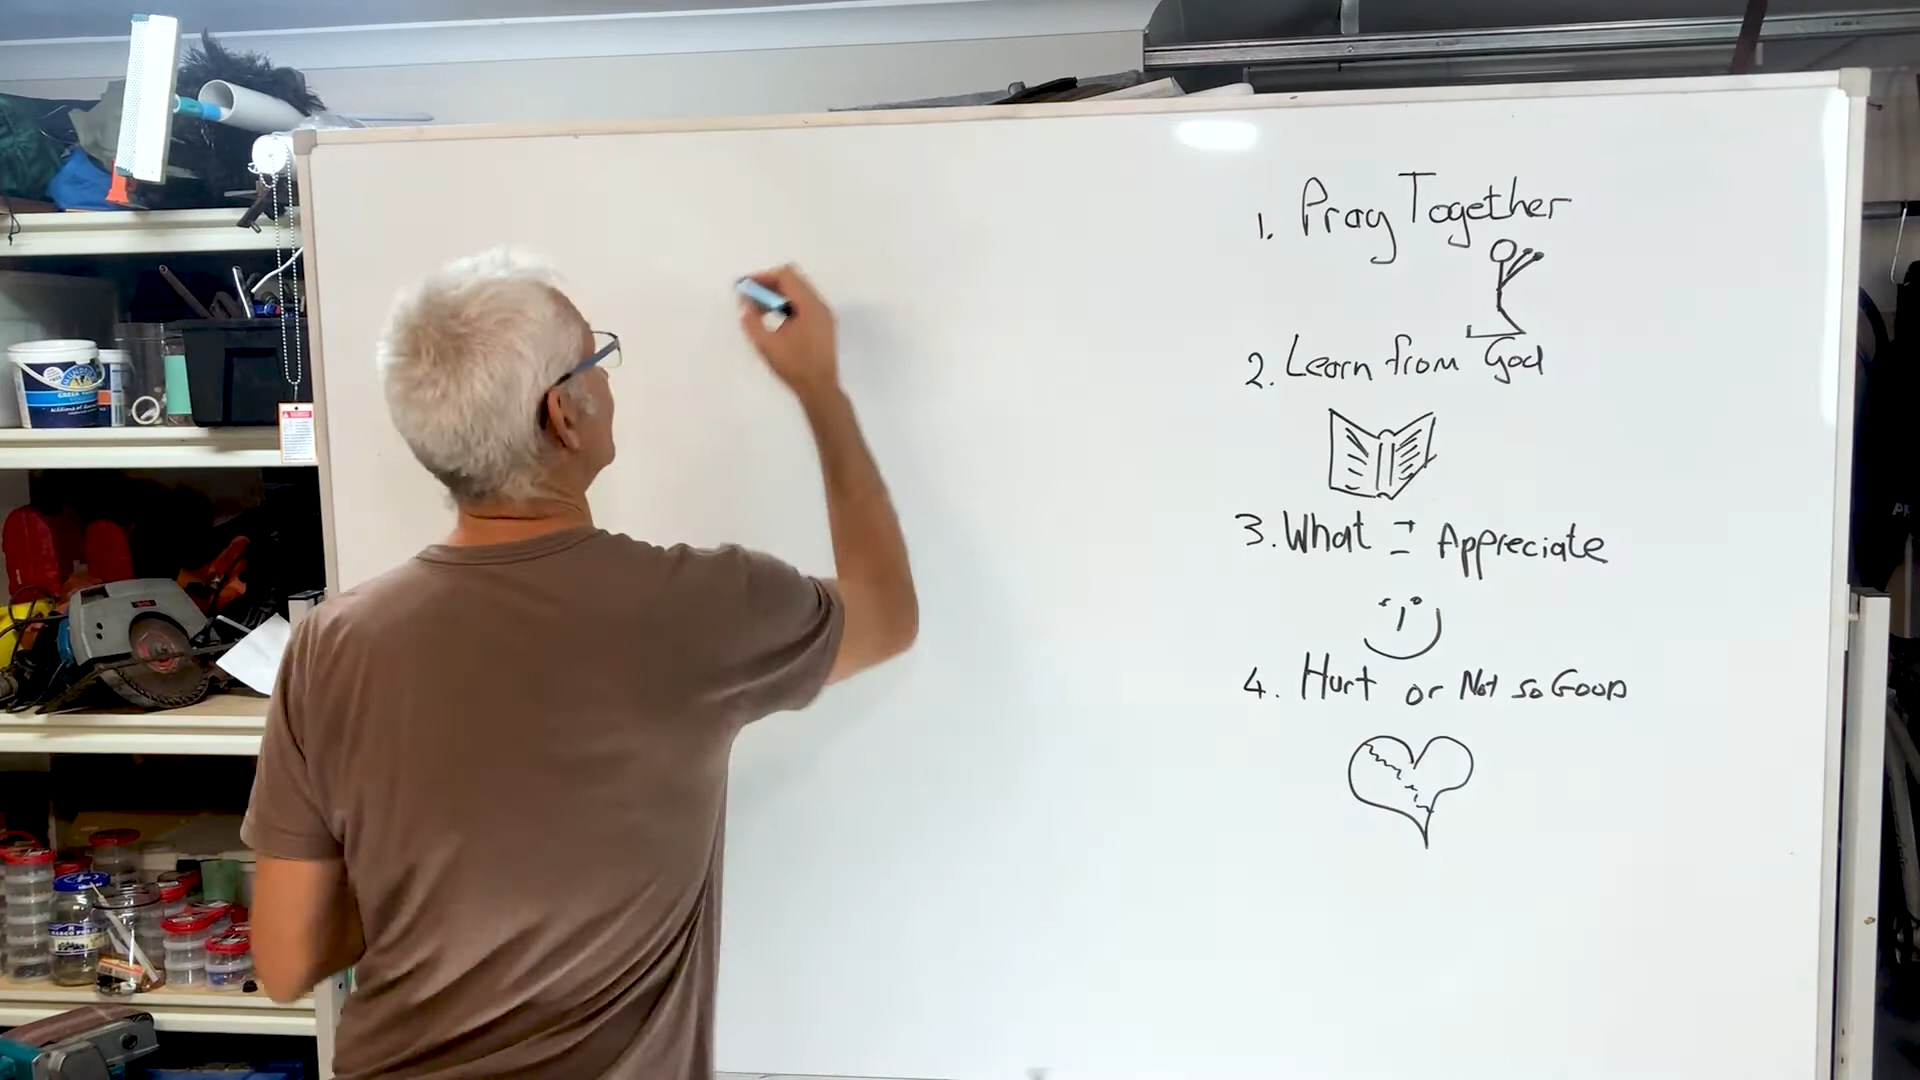 1. Pray Together
2. Learn from God
3. What I Appreciate
4. Hurt or Not so Good